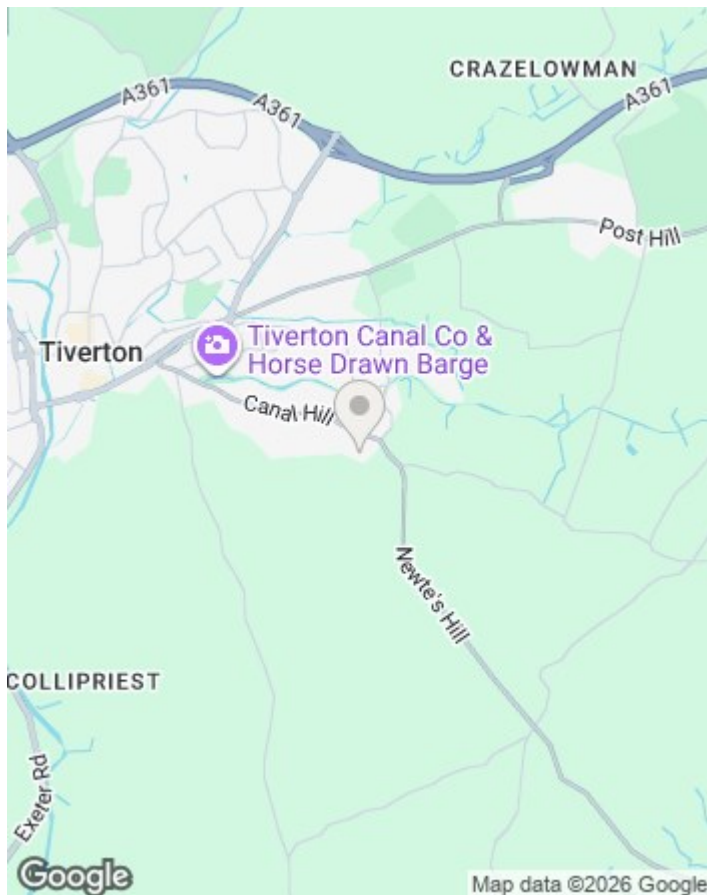 CRAZELOWMAN
A361
A361
A361
Post Hill
Tiverton Canal Co &
Horse Drawn Barge
Tiverton
Canal Hill
Newte's Hill
COLLIPRIEST
Exeter Rd
Google
Map data ©2026 Google